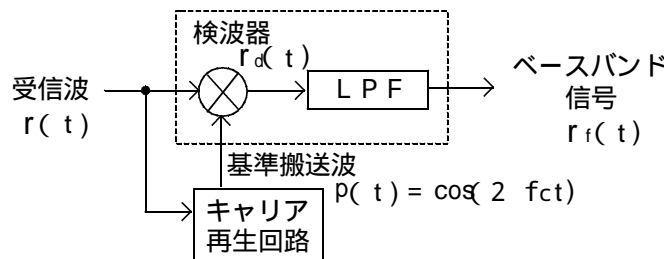 検波器
rd(t)
受信波
r(t)
LPF
ベースバンド
信号
rf(t)
基準搬送波
p(t)=cos(2 fct)
キャリア
再生回路